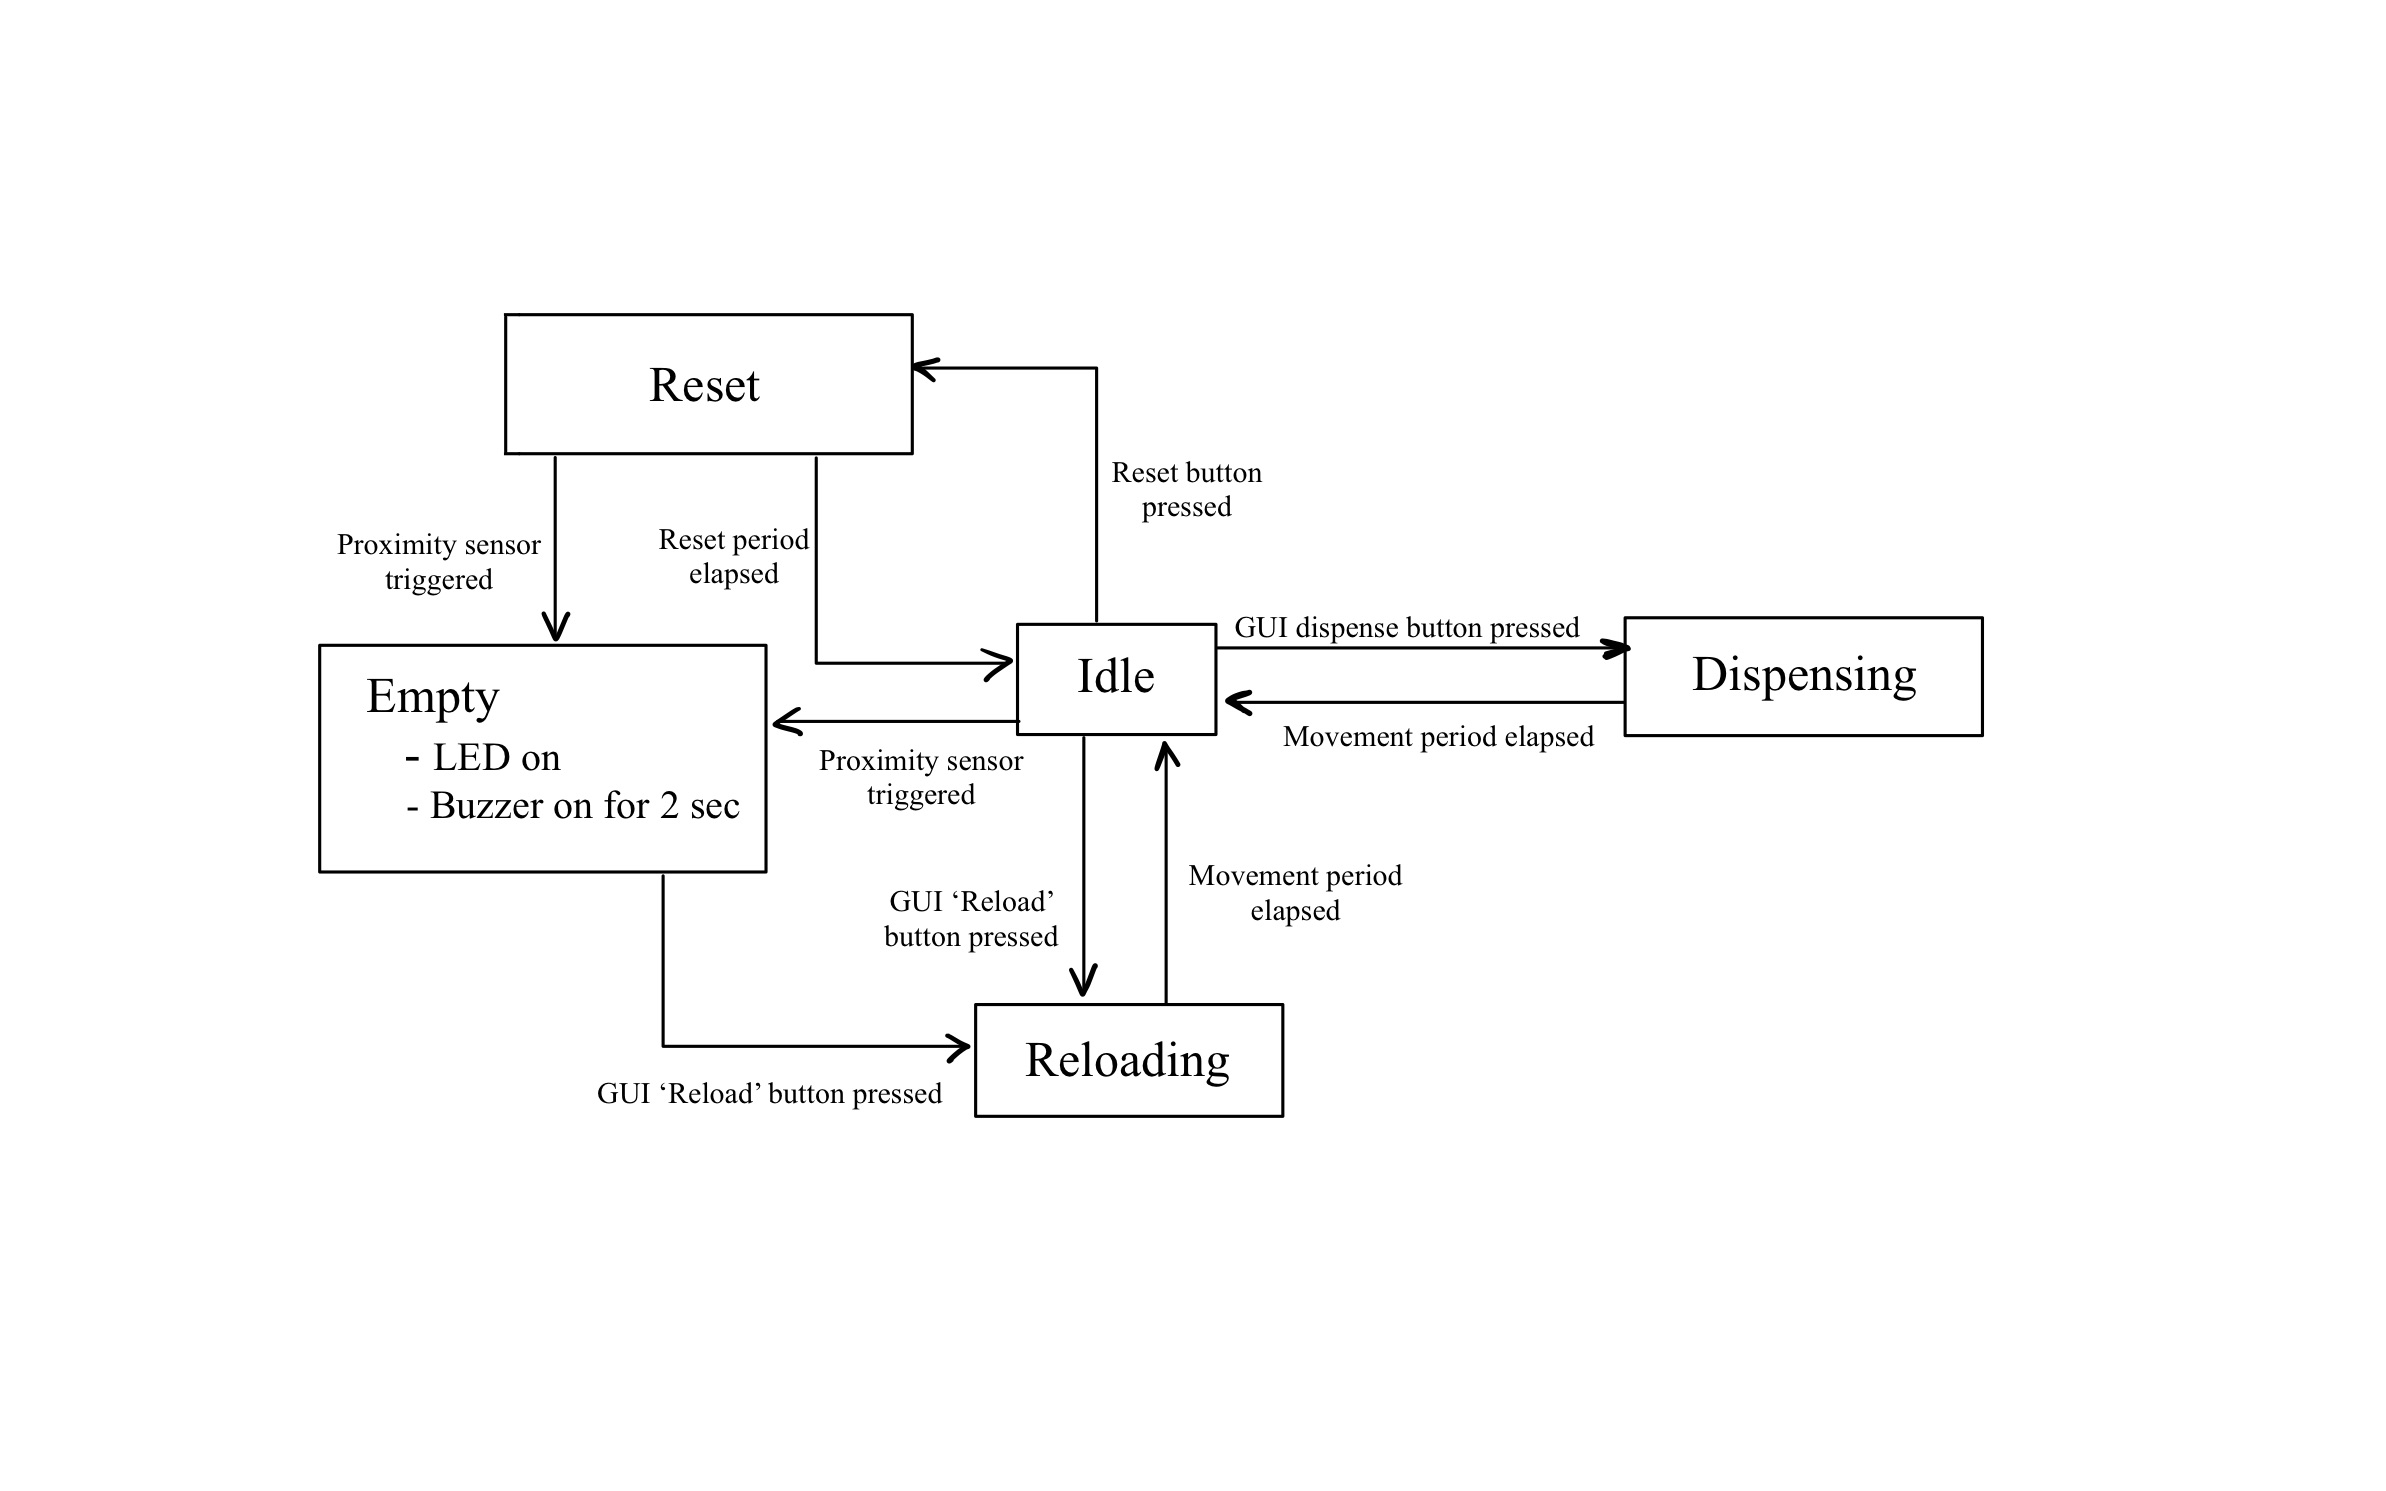 Reset
Reset button
pressed
Proximity sensor
triggered
Reset period
elapsed
GUI dispense button pressed
Idle
Dispensing
Empty
- LED on
- Buzzer on for 2 sec
Movement period elapsed
Proximity sensor
triggered
GUI ‘Reload’
button pressed
Movement period
elapsed
Reloading
GUI ‘Reload’ button pressed